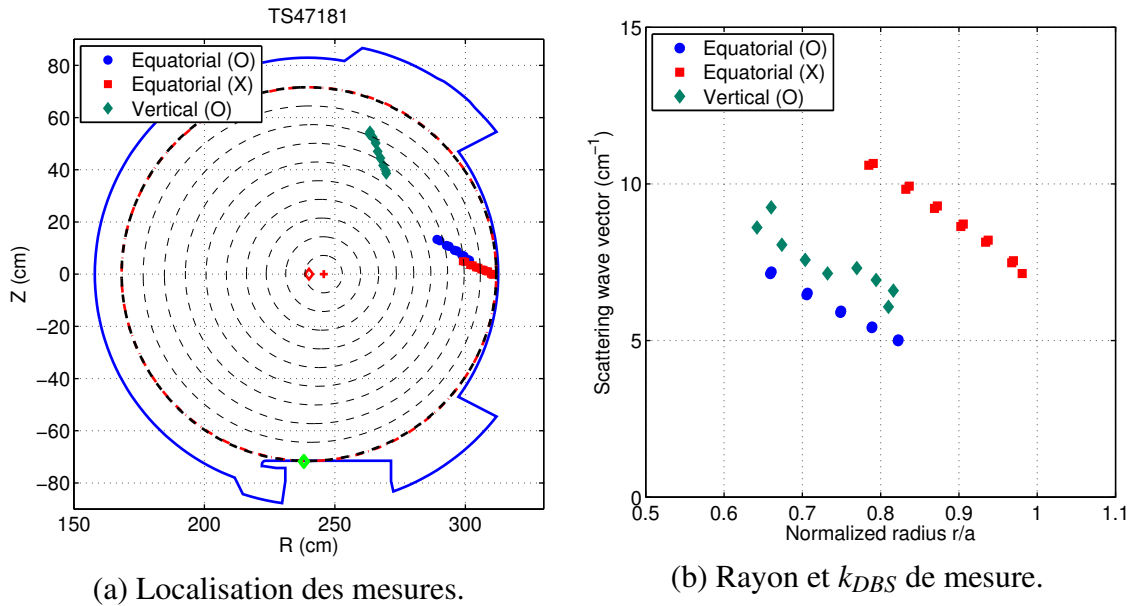 TS47181
Equatorial (O)
Equatorial (X)
Vertical (O)
80
60
40
20
0
−20
−40
−60
−80
Z (cm)
150
200
250
300
R (cm)
(a) Localisation des mesures.
Equatorial (O)
Equatorial (X)
Vertical (O)
15
10
5
0
Scattering wave vector (cm⁻¹)
0.5
0.6
0.7
0.8
0.9
1
1.1
Normalized radius r/a
(b) Rayon et k_DBS de mesure.